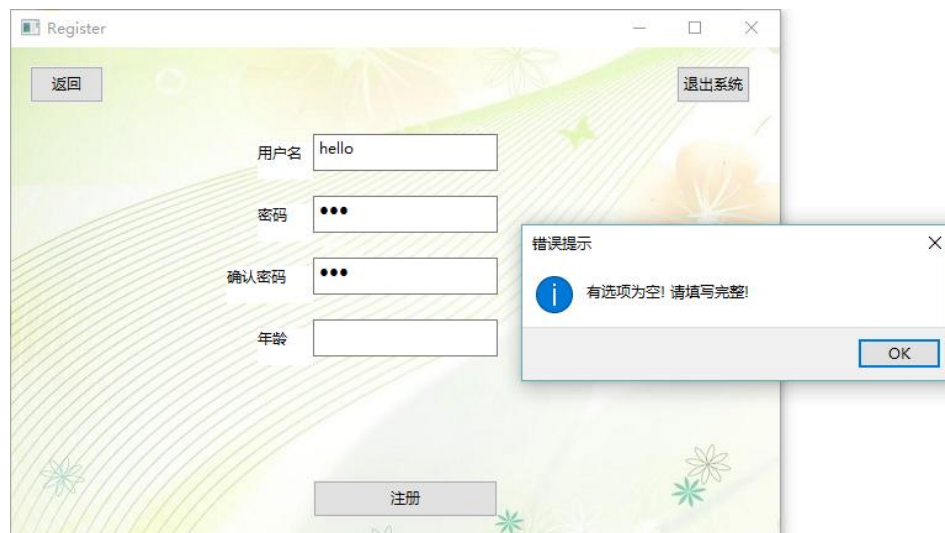 Register
返回
退出系统
用户名
hello
密码
●●●
确认密码
●●●
年龄
错误提示
有选项为空! 请填写完整!
OK
注册